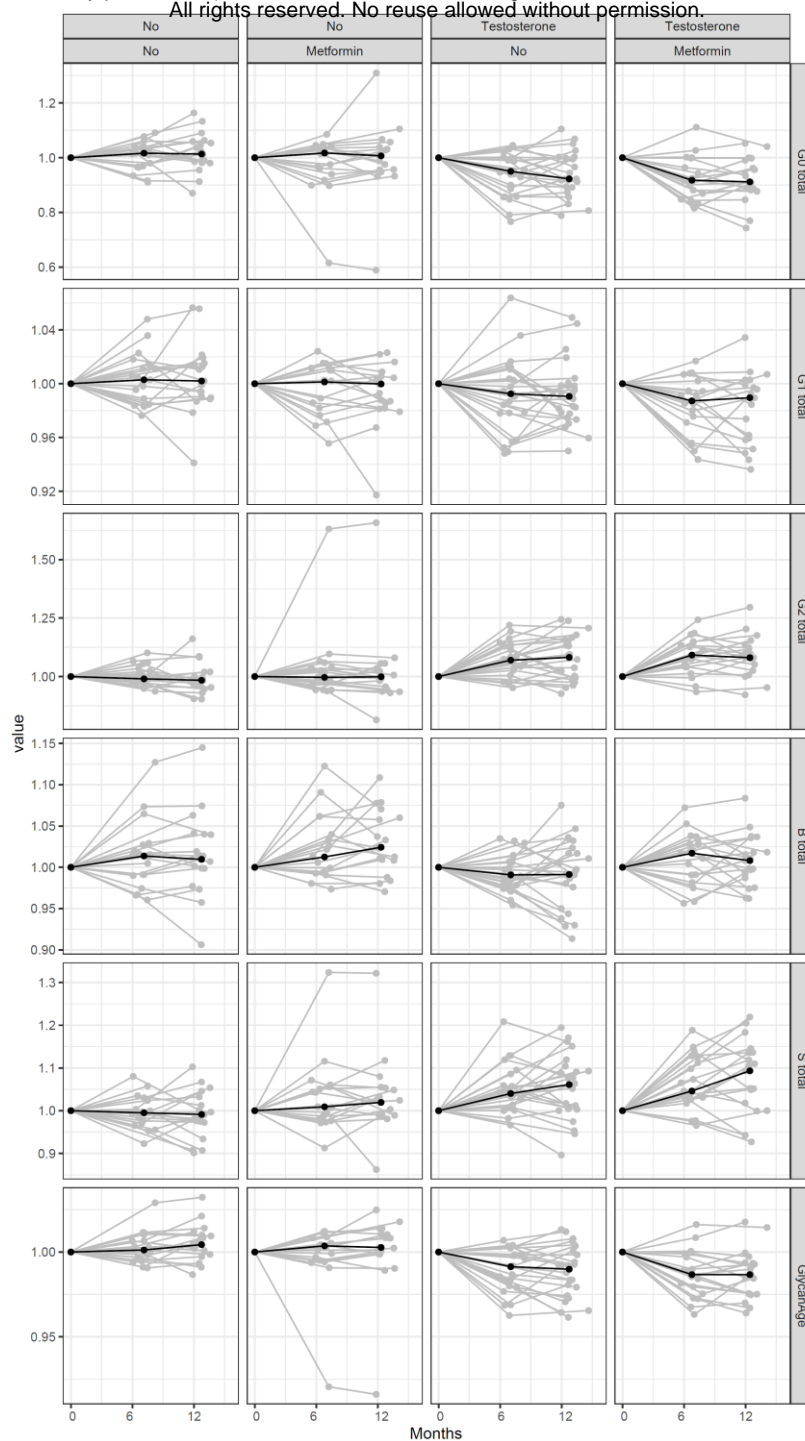 All rights reserved. No reuse allowed without permission.
No No Testosterone Testosterone
No Metformin No Metformin
1.2
1.0
0.8
0.6
G0 total
1.04
1.00
0.96
0.92
G1 total
1.50
1.25
1.00
G2 total
value
1.15
1.10
1.05
1.00
0.95
0.90
B total
1.3
1.2
1.1
1.0
0.9
S total
1.00
0.95
GlycanAge
0 6 12 0 6 12 0 6 12 0 6 12
Months